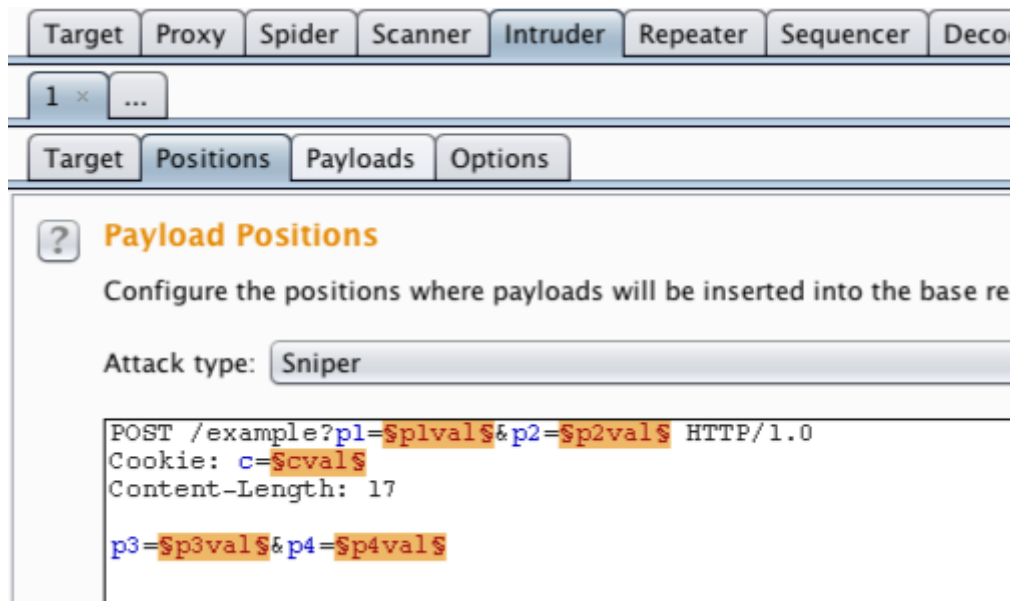 Target Proxy Spider Scanner Intruder Repeater Sequencer
1 × ...
Target Positions Payloads Options
? Payload Positions
Configure the positions where payloads will be inserted into the base
Attack type: Sniper
POST /example?p1=§p1val§&p2=§p2val§ HTTP/1.0
Cookie: c=§cval§
Content-Length: 17
p3=§p3val§&p4=§p4val§